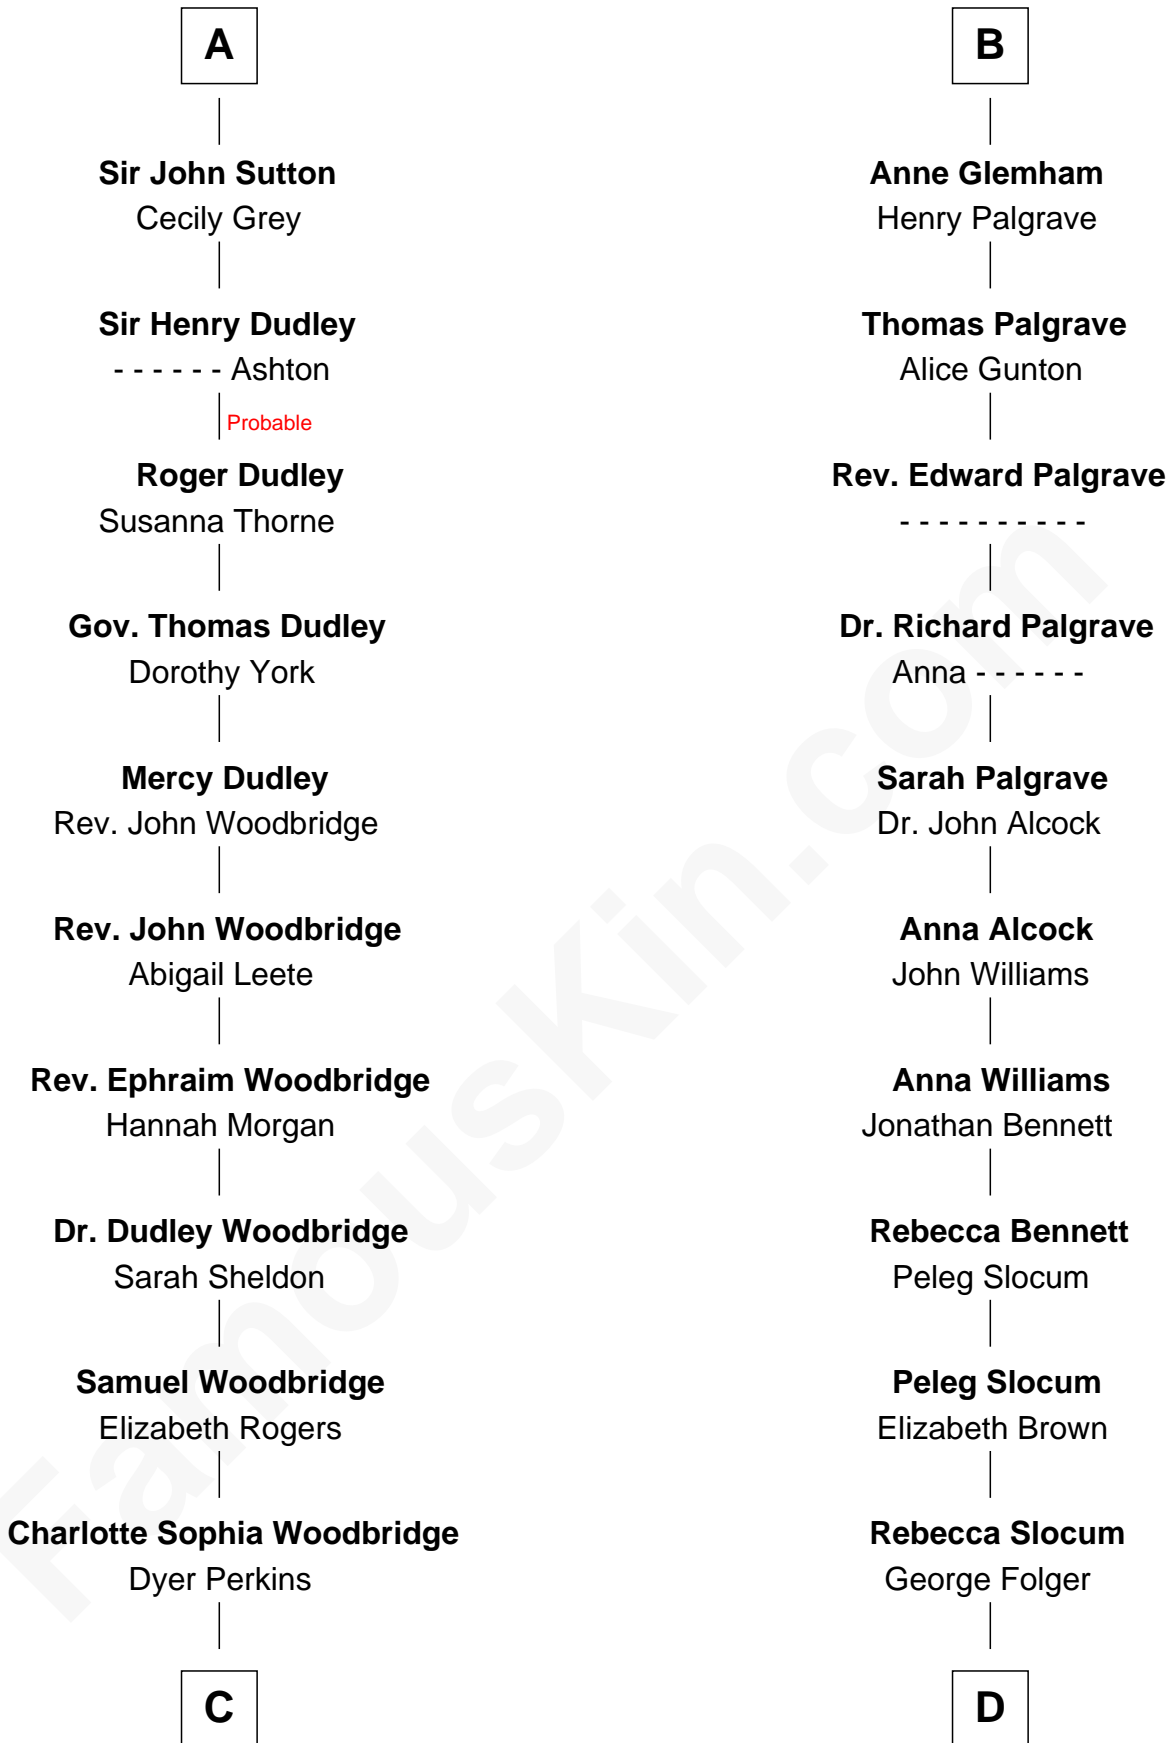 A
Sir John Sutton
Cecily Grey
Sir Henry Dudley
- - - - - - Ashton
Probable
Roger Dudley
Susanna Thorne
Gov. Thomas Dudley
Dorothy York
Mercy Dudley
Rev. John Woodbridge
Rev. John Woodbridge
Abigail Leete
Rev. Ephraim Woodbridge
Hannah Morgan
Dr. Dudley Woodbridge
Sarah Sheldon
Samuel Woodbridge
Elizabeth Rogers
Charlotte Sophia Woodbridge
Dyer Perkins
C
B
Anne Glemham
Henry Palgrave
Thomas Palgrave
Alice Gunton
Rev. Edward Palgrave
- - - - - - - - - -
Dr. Richard Palgrave
Anna - - - - - -
Sarah Palgrave
Dr. John Alcock
Anna Alcock
John Williams
Anna Williams
Jonathan Bennett
Rebecca Bennett
Peleg Slocum
Peleg Slocum
Elizabeth Brown
Rebecca Slocum
George Folger
D
FamousKin.com